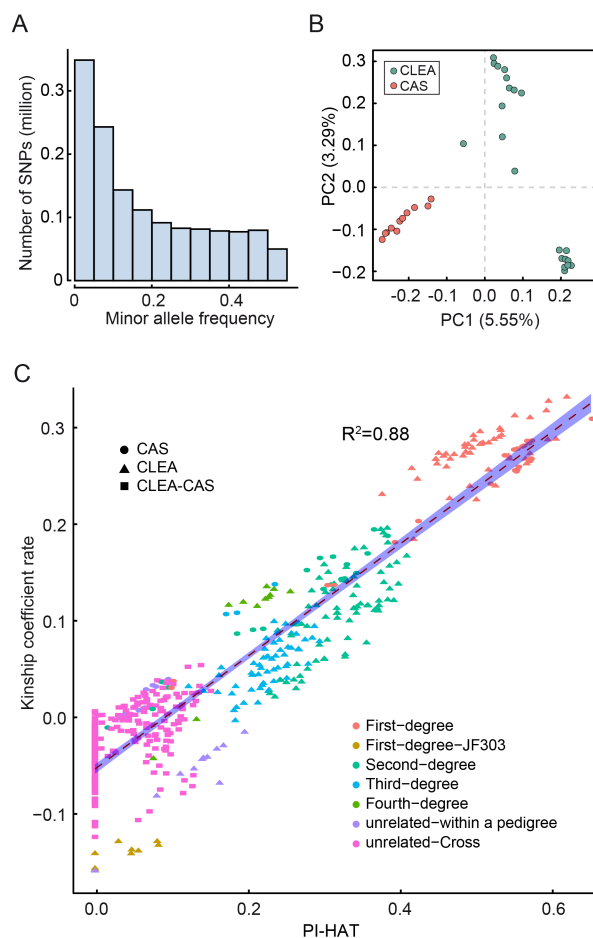 A
Number of SNPs (million)
0.3
0.2
0.1
0
0
0.2
0.4
Minor allele frequency
B
PC2 (3.29%)
0.3
0.2
0.0
−0.1
−0.2
CLEA
CAS
-0.2
-0.1
0.0
0.1
0.2
PC1 (5.55%)
C
Kinship coefficient rate
0.3
0.2
0.1
0.0
−0.1
CAS
CLEA
CLEA-CAS
R²=0.88
First−degree
First−degree−JF303
Second−degree
Third−degree
Fourth−degree
unrelated−within a pedigree
unrelated−Cross
0.0
0.2
0.4
0.6
PI-HAT